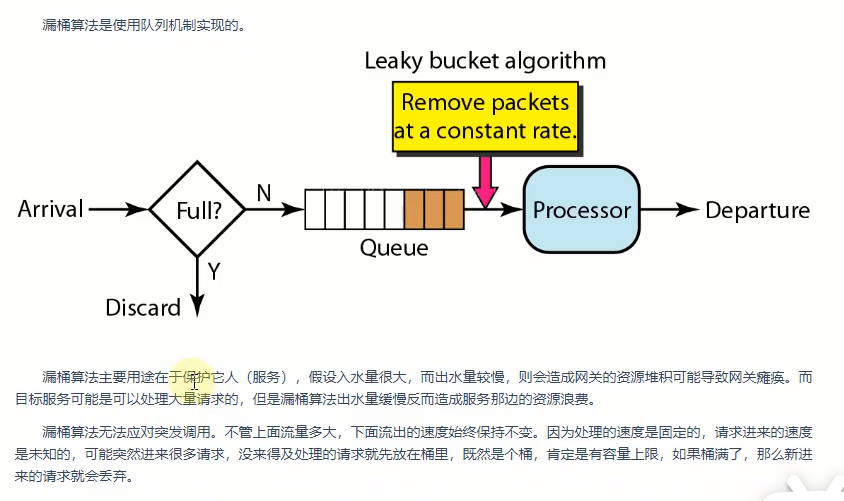 漏桶算法是使用队列机制实现的。
Leaky bucket algorithm
Remove packets
at a constant rate.
Arrival
Full?
N
Queue
Processor
Departure
Y
Discard
漏桶算法主要用途在于保护它人（服务），假设入水量很大，而出水量较慢，则会造成网关的资源堆积可能导致网关瘫痪。而
目标服务可能是可以处理大量请求的，但是漏桶算法出水量缓慢反而造成服务那边的资源浪费。
漏桶算法无法应对突发调用。不管上面流量多大，下面流出的速度始终保持不变。因为处理的速度是固定的，请求进来的速度
是未知的，可能突然进来很多请求，没来得及处理的请求就先放在桶里，既然是个桶，肯定是有容量上限，如果桶满了，那么新进
来的请求就会丢弃。